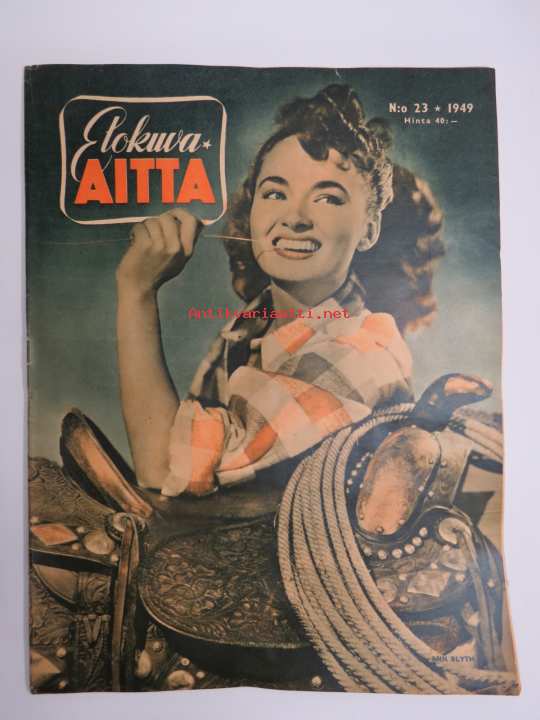 Elokuva
AITTA
N:o 23 ★ 1949
Hinta 40:—
Antikvariaatti.net
ANN BLYTH